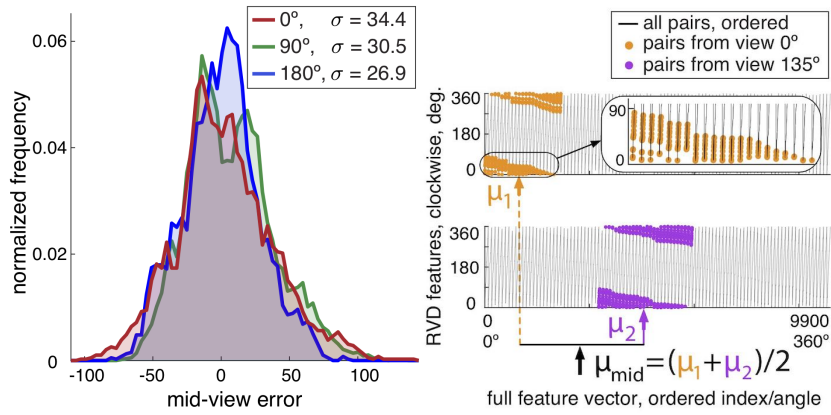 0.06
0.04
0.02
0
normalized frequency
0°, σ = 34.4
90°, σ = 30.5
180°, σ = 26.9
-100 -50 0 50 100
mid-view error
all pairs, ordered
pairs from view 0°
pairs from view 135°
RVD features, clockwise, deg.
360
180
0
90
0
μ1
360
180
0
μ2
0 9900
0° 360°
μmid=(μ1+μ2)/2
full feature vector, ordered index/angle